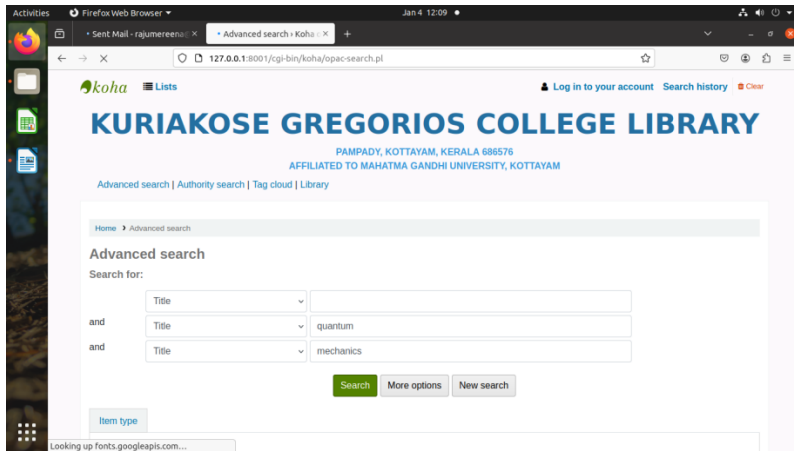 Activities Firefox Web Browser Jan 4 12:09
Sent Mail - rajumereena Advanced search › Koha
127.0.0.1:8001/cgi-bin/koha/opac-search.pl
koha Lists Log in to your account Search history Clear
KURIAKOSE GREGORIOS COLLEGE LIBRARY
PAMPADY, KOTTAYAM, KERALA 686576
AFFILIATED TO MAHATMA GANDHI UNIVERSITY, KOTTAYAM
Advanced search | Authority search | Tag cloud | Library
Home › Advanced search
Advanced search
Search for:
Title
and Title quantum
and Title mechanics
Search More options New search
Item type
Looking up fonts.googleapis.com...